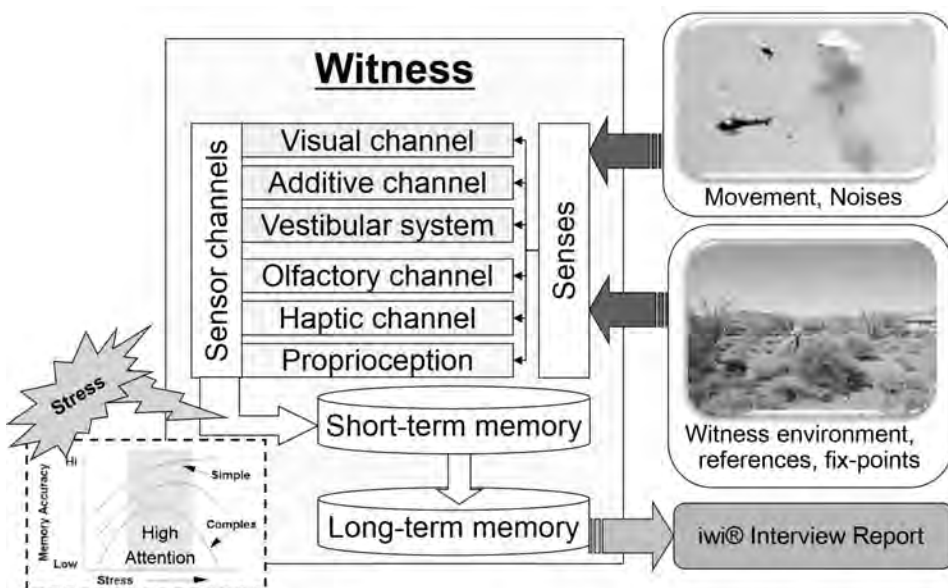 Witness
Sensor channels
Visual channel
Additive channel
Vestibular system
Olfactory channel
Haptic channel
Proprioception
Senses
Movement, Noises
Witness environment,
references, fix-points
Stress
Short-term memory
Long-term memory
iwi® Interview Report
Memory Accuracy
Hi
Low
Simple
Complex
High
Attention
Stress